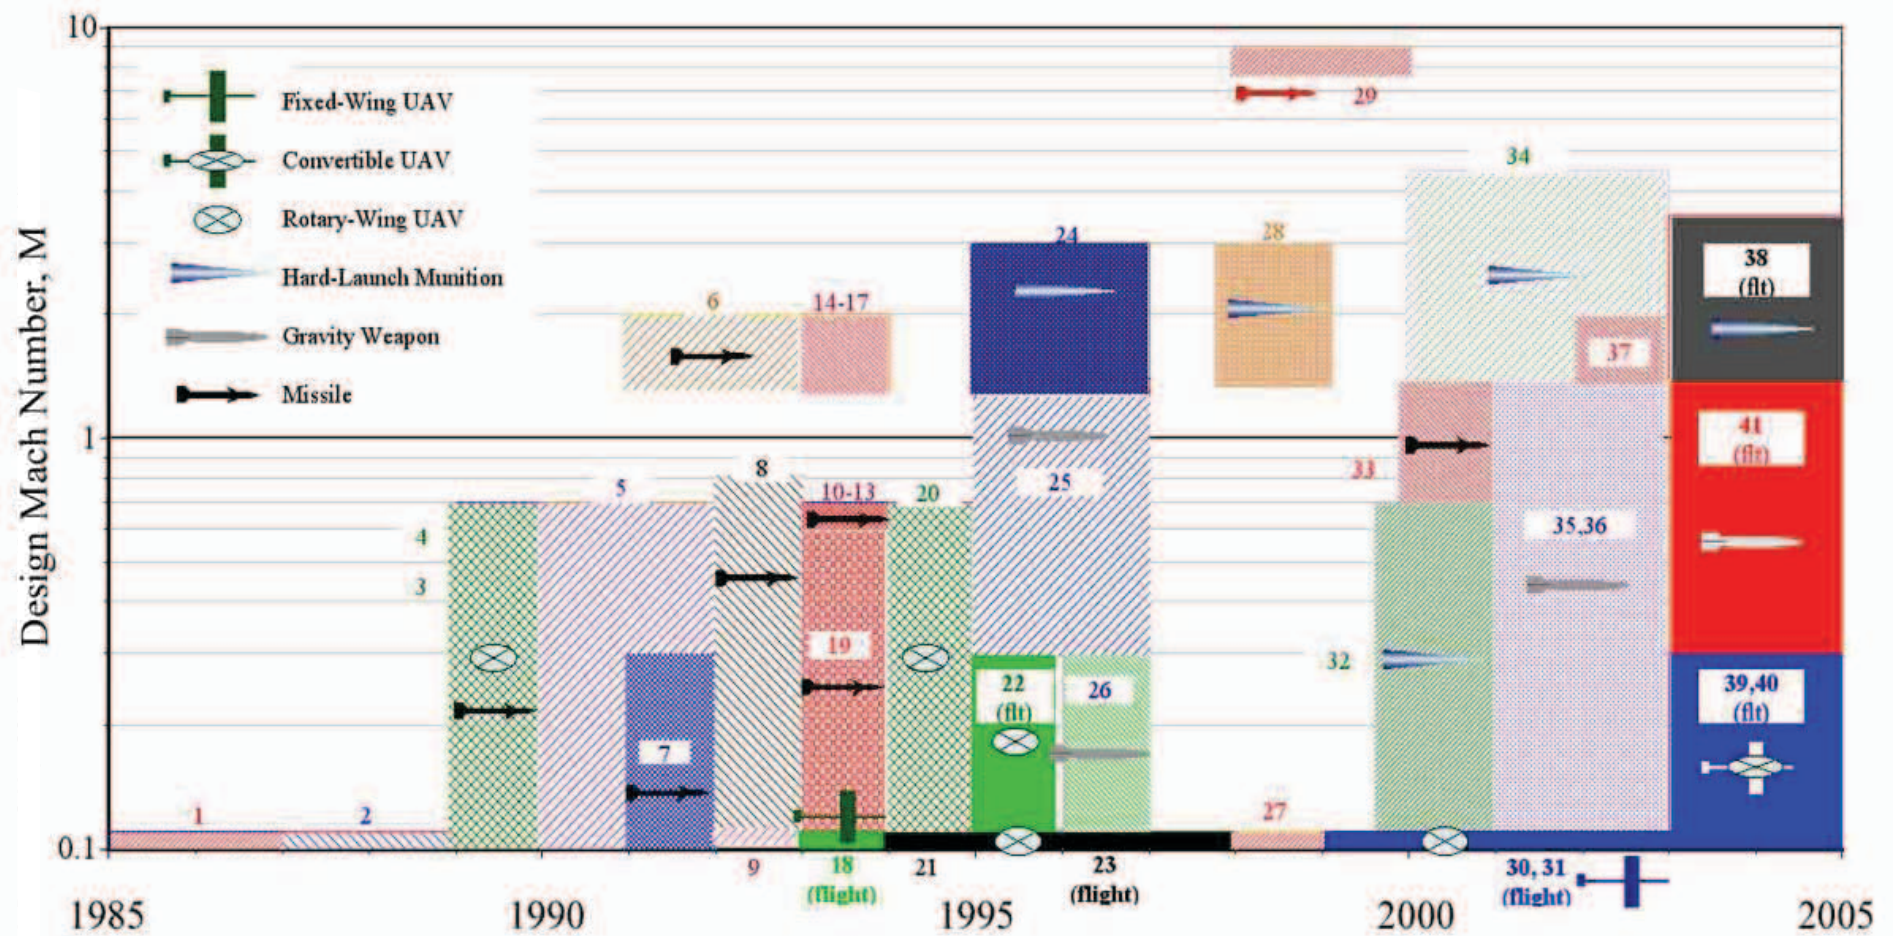 10
29
Fixed-Wing UAV
34
Convertible UAV
Rotary-Wing UAV
24
28
38
(flt)
Hard-Launch Munition
6
14-17
Gravity Weapon
37
Missile
Design Mach Number, M
1
41
(flt)
8
33
5
10-13
20
25
35,36
4
3
19
32
22
(flt)
26
39,40
(flt)
7
1
2
27
0.1
9
18
(flight)
21
23
(flight)
30, 31
(flight)
1985
1990
1995
2000
2005